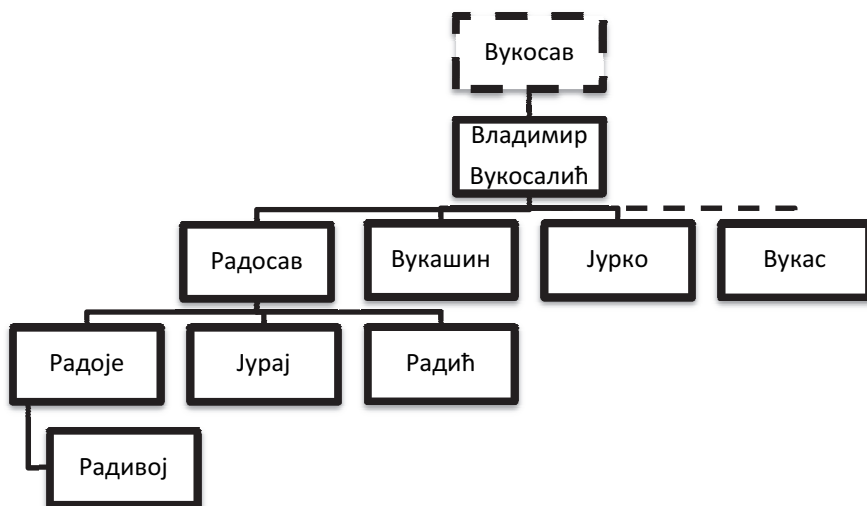 Вукосав
Владимир
Вукосалић
Радосав
Вукашин
Јурко
Вукас
Радоје
Јурај
Радић
Радивој